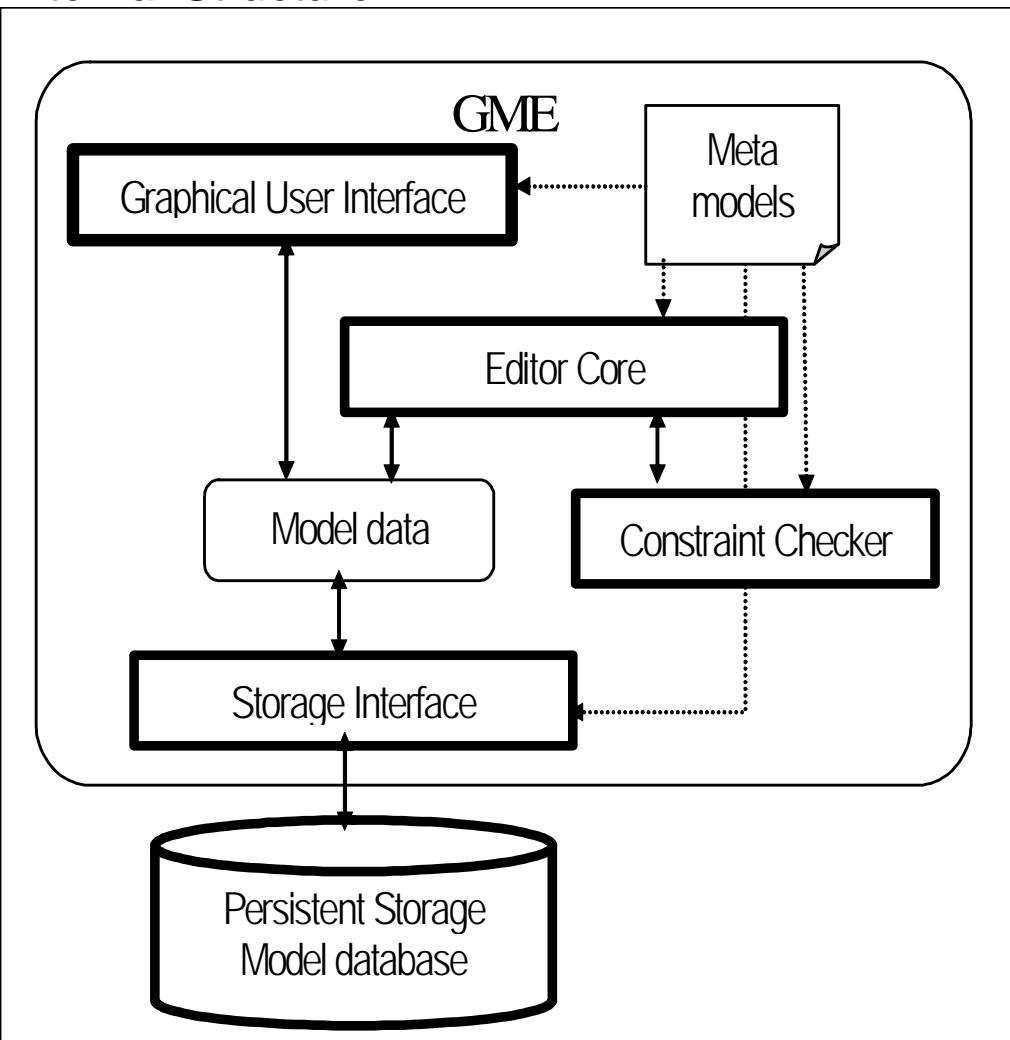 GME
Meta
models
Graphical User Interface
Editor Core
Model data
Constraint Checker
Storage Interface
Persistent Storage
Model database